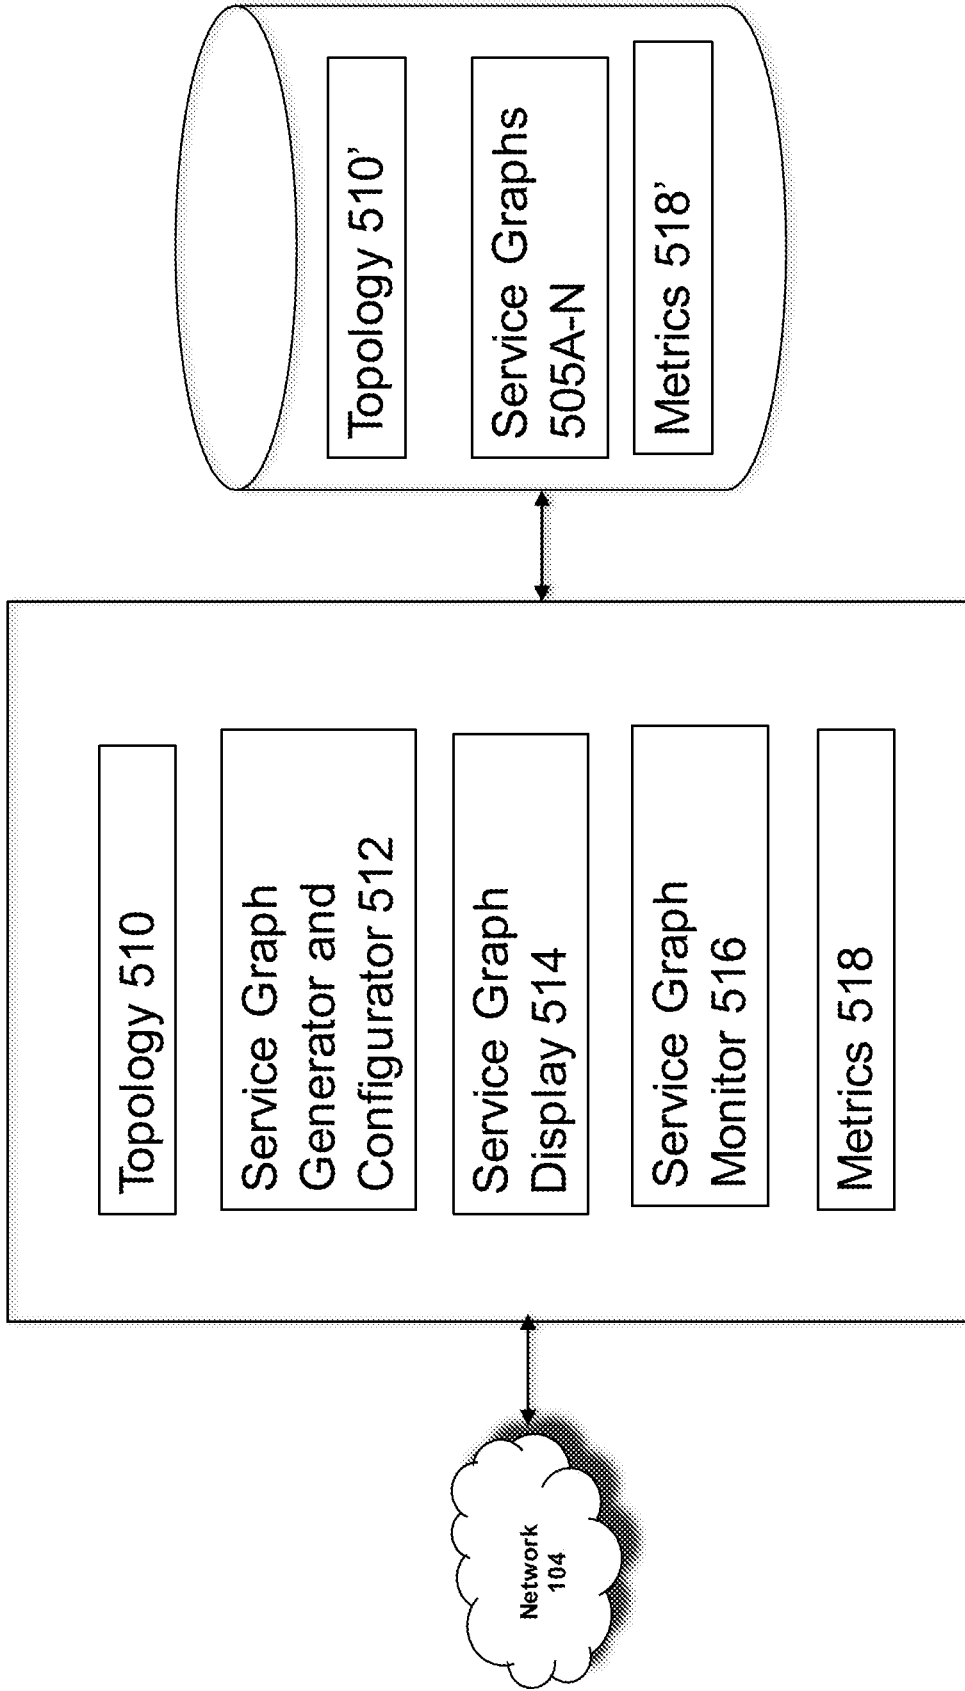 Network
104
Topology 510
Service Graph
Generator and
Configurator 512
Service Graph
Display 514
Service Graph
Monitor 516
Metrics 518
Topology 510’
Service Graphs
505A-N
Metrics 518’